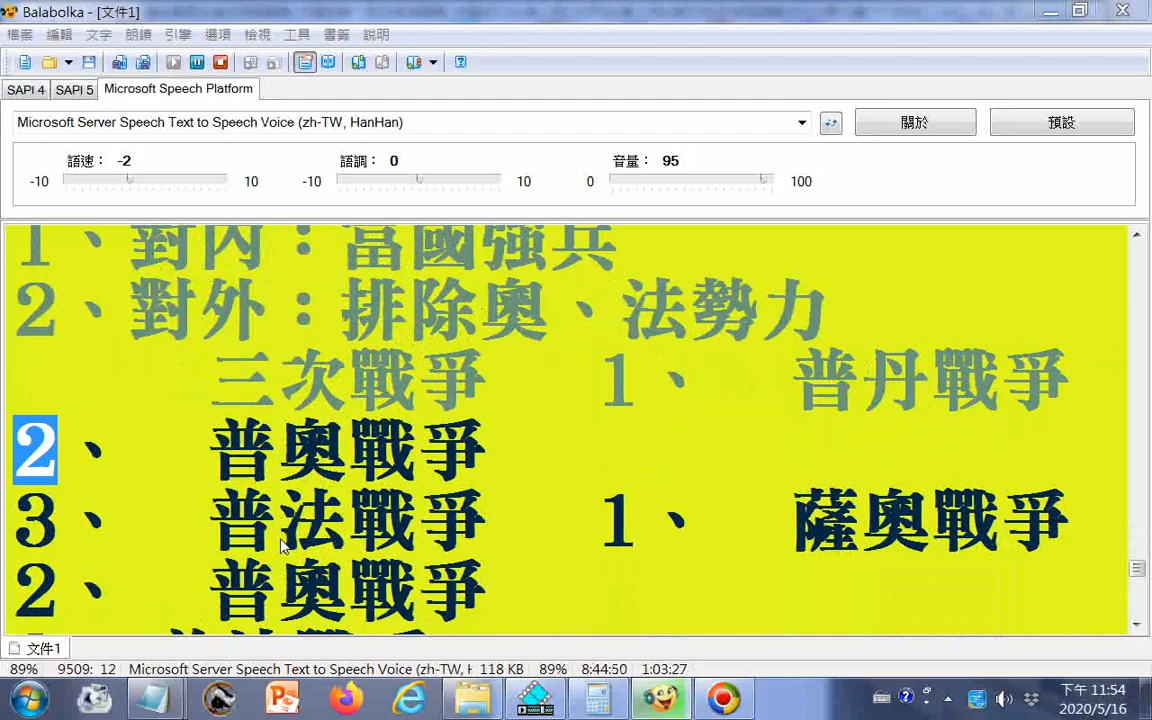 Balabolka - [文件1]
檔案 編輯 文字 朗讀 引擎 選項 檢視 工具 書籤 說明
SAPI 4 SAPI 5 Microsoft Speech Platform
Microsoft Server Speech Text to Speech Voice (zh-TW, HanHan) 關於 預設
語速： -2 語調： 0 音量： 95
-10 10 -10 10 0 100
1、對內：富國強兵
2、對外：排除奧、法勢力
三次戰爭 1、 普丹戰爭
2、 普奧戰爭
3、 普法戰爭 1、 薩奧戰爭
2、 普奧戰爭
文件1
89% 9509: 12 Microsoft Server Speech Text to Speech Voice (zh-TW, H 118 KB 89% 8:44:50 1:03:27
下午 11:54
2020/5/16